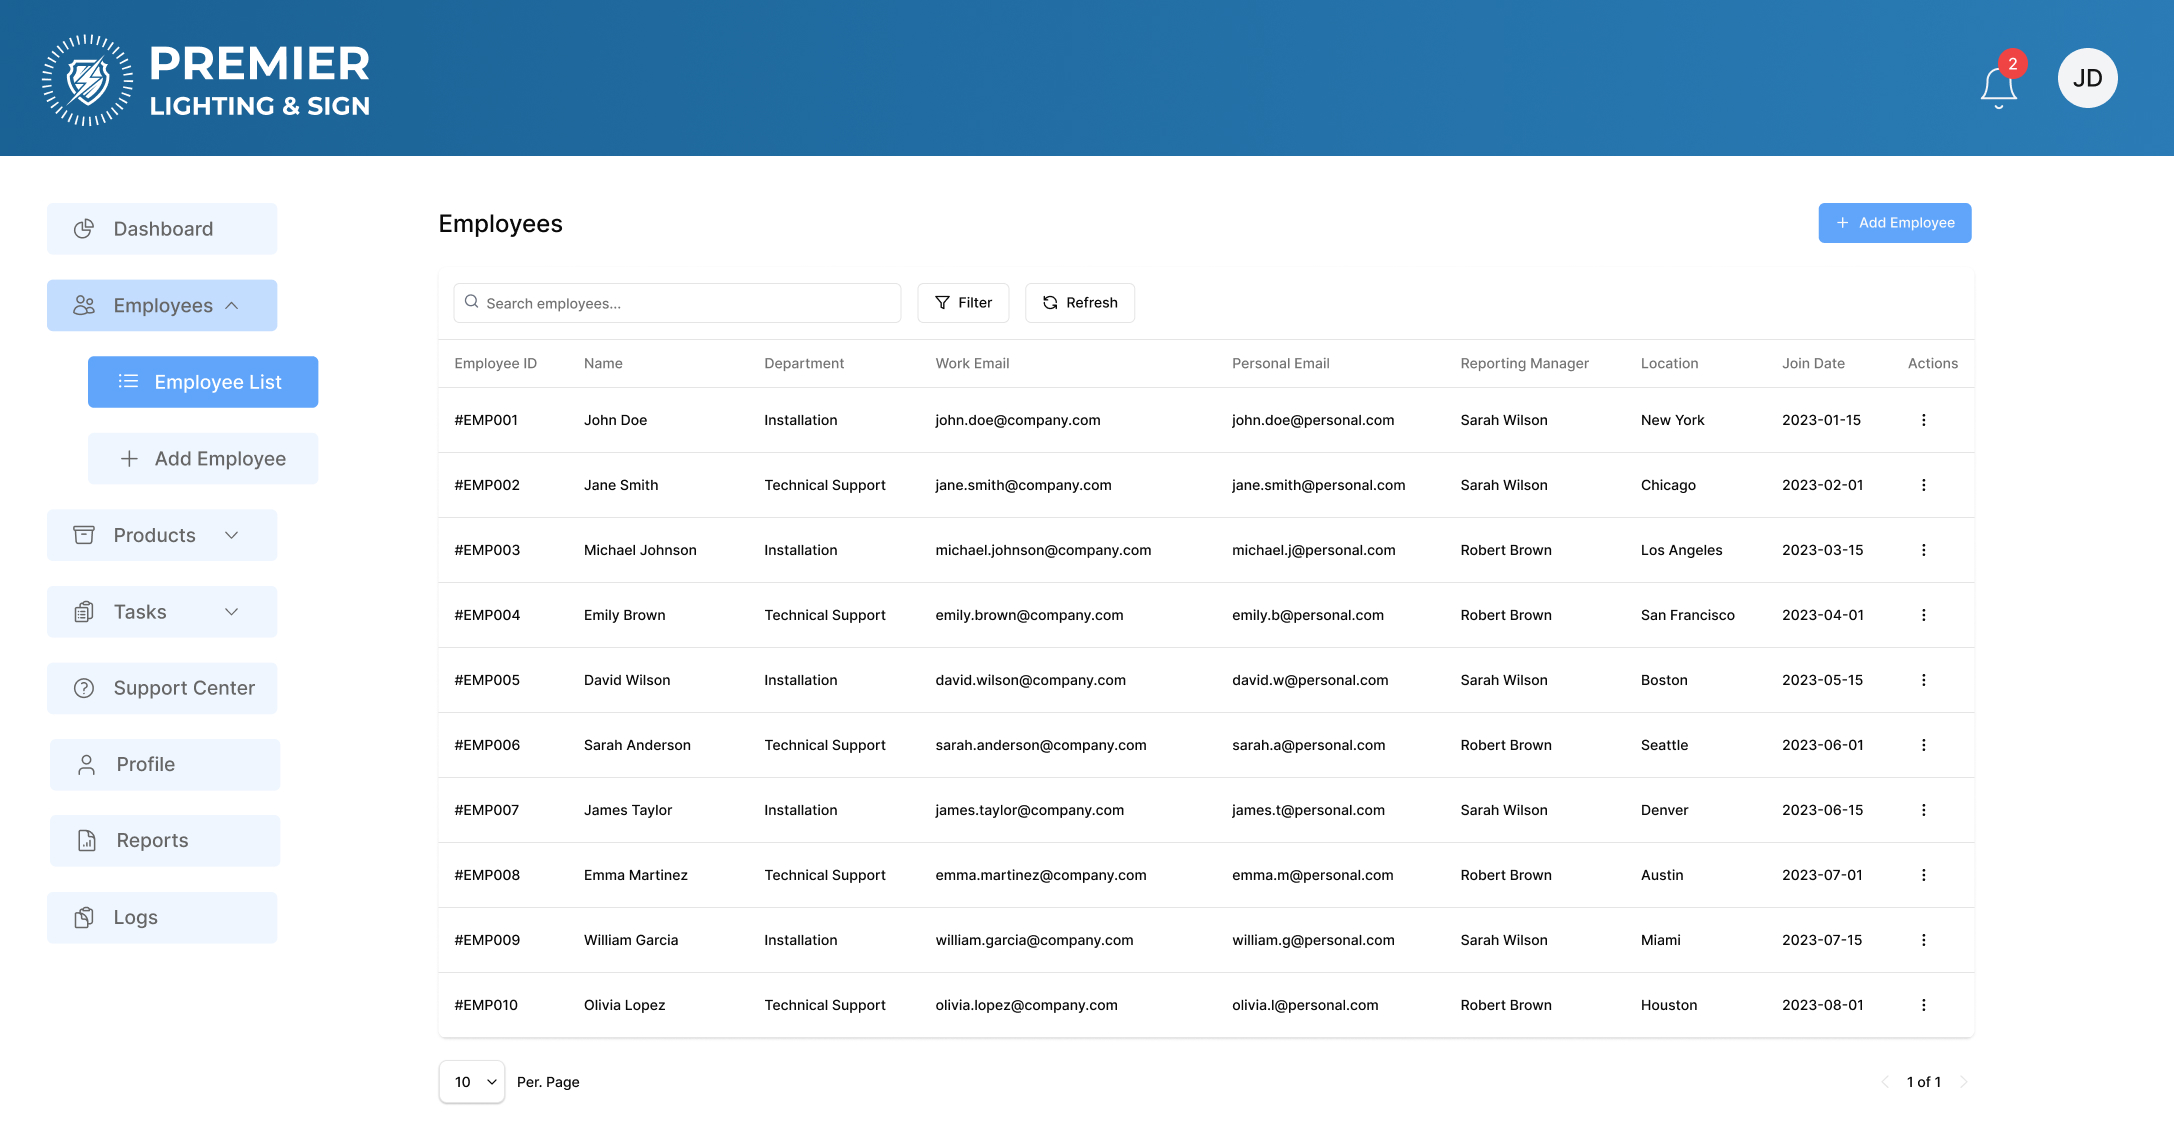 PREMIER
LIGHTING & SIGN
2
JD
Dashboard
Employees
Employee List
Add Employee
Products
Tasks
Support Center
Profile
Reports
Logs
Employees
Add Employee
Search employees...
Filter
Refresh
Employee ID Name Department Work Email Personal Email Reporting Manager Location Join Date Actions
#EMP001 John Doe Installation john.doe@company.com john.doe@personal.com Sarah Wilson New York 2023-01-15
#EMP002 Jane Smith Technical Support jane.smith@company.com jane.smith@personal.com Sarah Wilson Chicago 2023-02-01
#EMP003 Michael Johnson Installation michael.johnson@company.com michael.j@personal.com Robert Brown Los Angeles 2023-03-15
#EMP004 Emily Brown Technical Support emily.brown@company.com emily.b@personal.com Robert Brown San Francisco 2023-04-01
#EMP005 David Wilson Installation david.wilson@company.com david.w@personal.com Sarah Wilson Boston 2023-05-15
#EMP006 Sarah Anderson Technical Support sarah.anderson@company.com sarah.a@personal.com Robert Brown Seattle 2023-06-01
#EMP007 James Taylor Installation james.taylor@company.com james.t@personal.com Sarah Wilson Denver 2023-06-15
#EMP008 Emma Martinez Technical Support emma.martinez@company.com emma.m@personal.com Robert Brown Austin 2023-07-01
#EMP009 William Garcia Installation william.garcia@company.com william.g@personal.com Sarah Wilson Miami 2023-07-15
#EMP010 Olivia Lopez Technical Support olivia.lopez@company.com olivia.l@personal.com Robert Brown Houston 2023-08-01
10 Per. Page
1 of 1